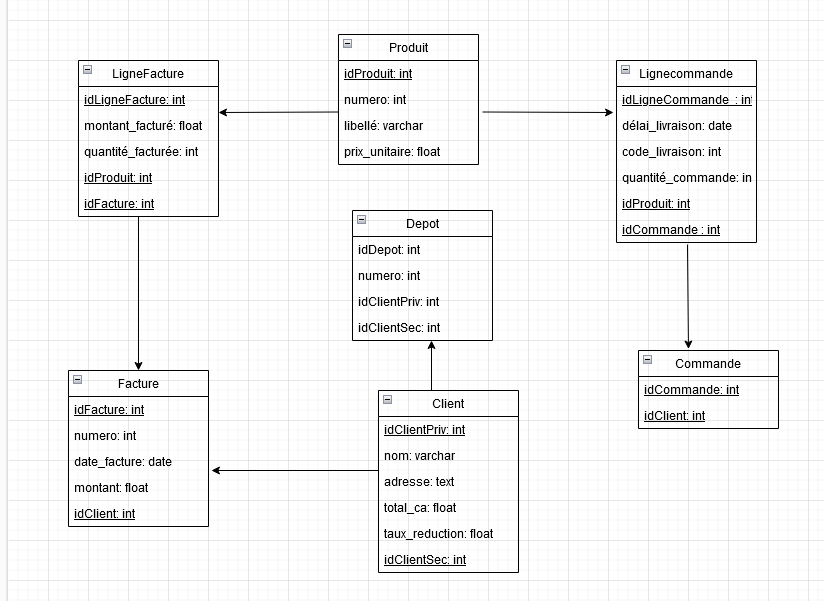 Produit
idProduit: int
numero: int
libellé: varchar
prix_unitaire: float
LigneFacture
idLigneFacture: int
montant_facturé: float
quantité_facturée: int
idProduit: int
idFacture: int
Lignecommande
idLigneCommande : int
délai_livraison: date
code_livraison: int
quantité_commande: in
idProduit: int
idCommande : int
Depot
idDepot: int
numero: int
idClientPriv: int
idClientSec: int
Facture
idFacture: int
numero: int
date_facture: date
montant: float
idClient: int
Client
idClientPriv: int
nom: varchar
adresse: text
total_ca: float
taux_reduction: float
idClientSec: int
Commande
idCommande: int
idClient: int